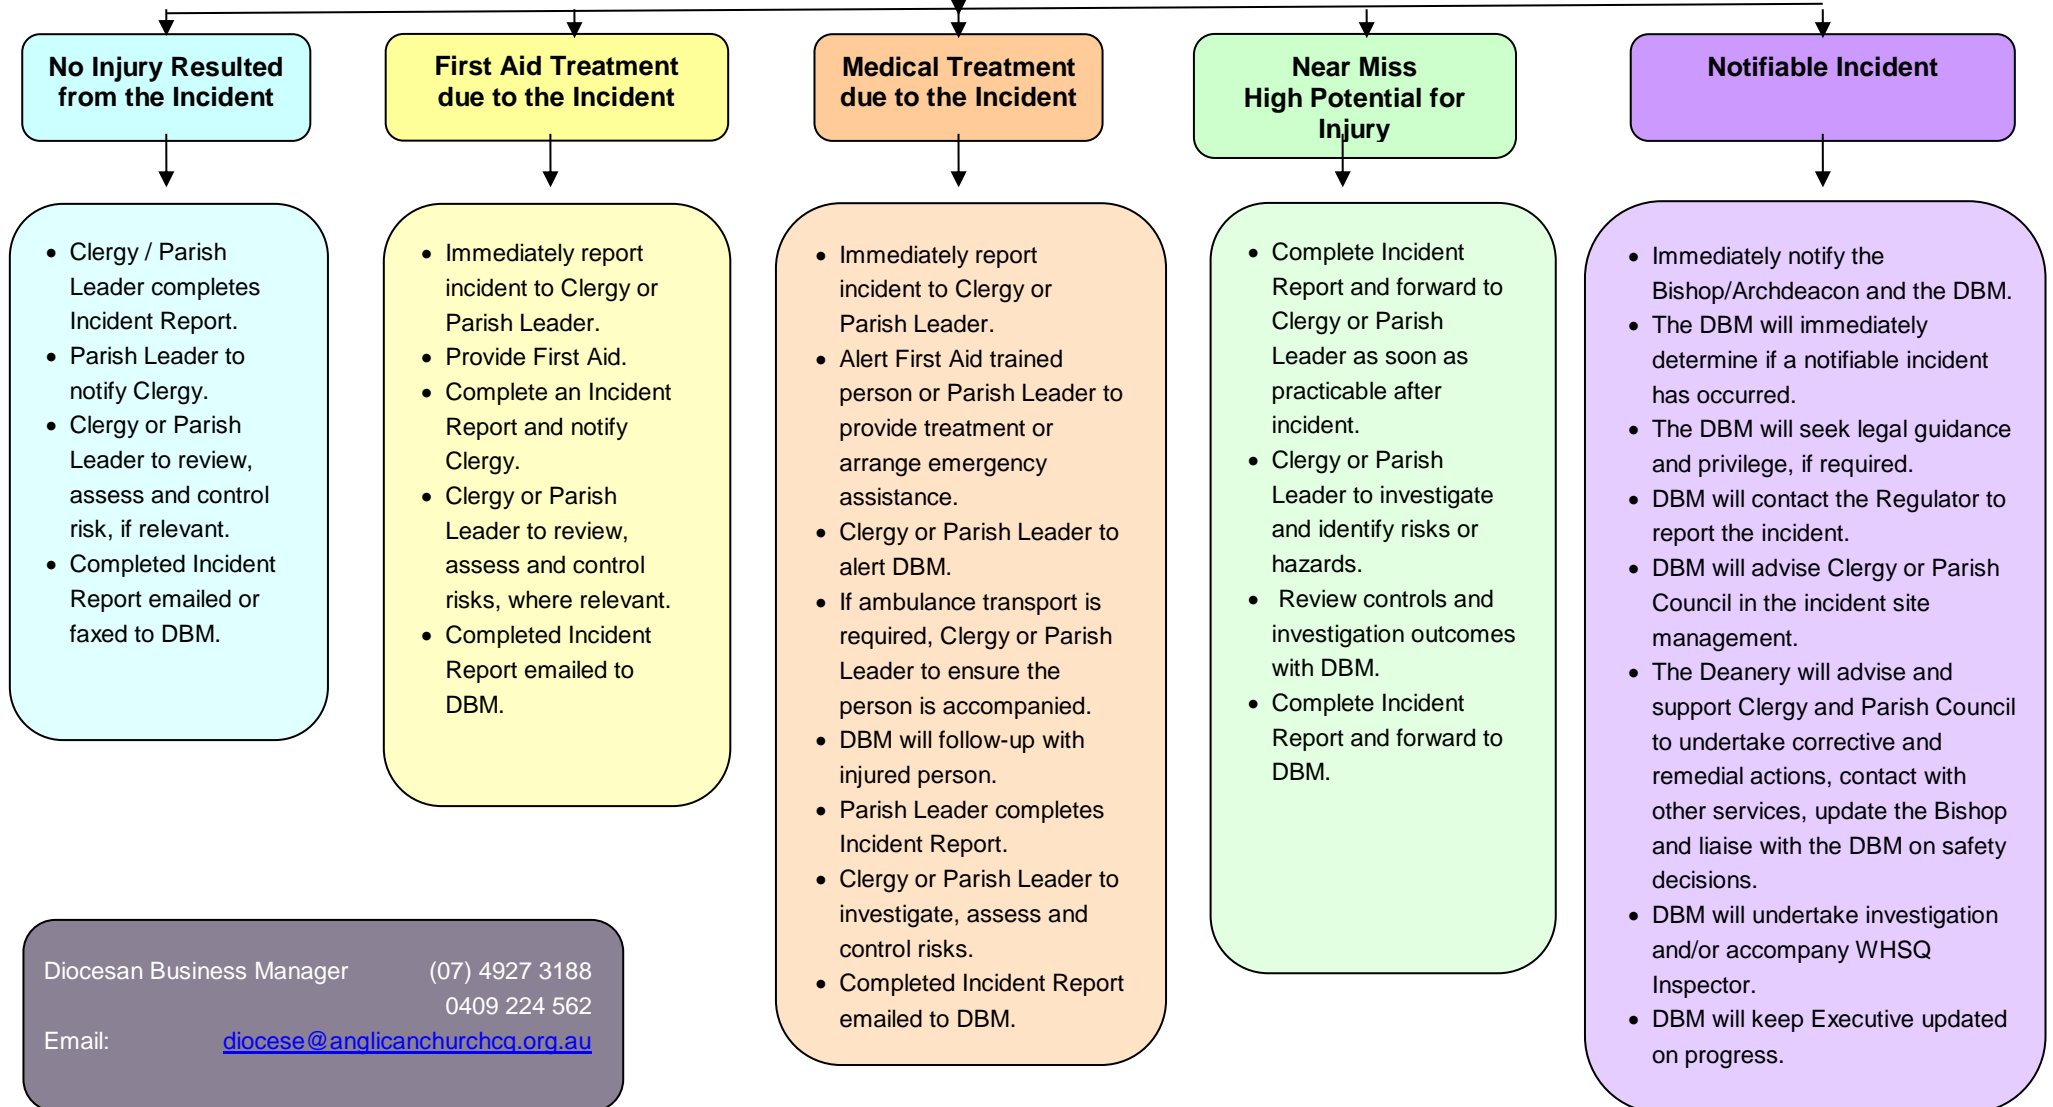 No Injury Resulted
from the Incident
First Aid Treatment
due to the Incident
Medical Treatment
due to the Incident
Near Miss
High Potential for
Injury
Notifiable Incident
• Clergy / Parish
Leader completes
Incident Report.
• Parish Leader to
notify Clergy.
• Clergy or Parish
Leader to review,
assess and control
risk, if relevant.
• Completed Incident
Report emailed or
faxed to DBM.
• Immediately report
incident to Clergy or
Parish Leader.
• Provide First Aid.
• Complete an Incident
Report and notify
Clergy.
• Clergy or Parish
Leader to review,
assess and control
risks, where relevant.
• Completed Incident
Report emailed to
DBM.
• Immediately report
incident to Clergy or
Parish Leader.
• Alert First Aid trained
person or Parish Leader to
provide treatment or
arrange emergency
assistance.
• Clergy or Parish Leader to
alert DBM.
• If ambulance transport is
required, Clergy or Parish
Leader to ensure the
person is accompanied.
• DBM will follow-up with
injured person.
• Parish Leader completes
Incident Report.
• Clergy or Parish Leader to
investigate, assess and
control risks.
• Completed Incident Report
emailed to DBM.
• Complete Incident
Report and forward to
Clergy or Parish
Leader as soon as
practicable after
incident.
• Clergy or Parish
Leader to investigate
and identify risks or
hazards.
• Review controls and
investigation outcomes
with DBM.
• Complete Incident
Report and forward to
DBM.
• Immediately notify the
Bishop/Archdeacon and the DBM.
• The DBM will immediately
determine if a notifiable incident
has occurred.
• The DBM will seek legal guidance
and privilege, if required.
• DBM will contact the Regulator to
report the incident.
• DBM will advise Clergy or Parish
Council in the incident site
management.
• The Deanery will advise and
support Clergy and Parish Council
to undertake corrective and
remedial actions, contact with
other services, update the Bishop
and liaise with the DBM on safety
decisions.
• DBM will undertake investigation
and/or accompany WHSQ
Inspector.
• DBM will keep Executive updated
on progress.
Diocesan Business Manager (07) 4927 3188
0409 224 562
Email: diocese@anglicanchurchcq.org.au